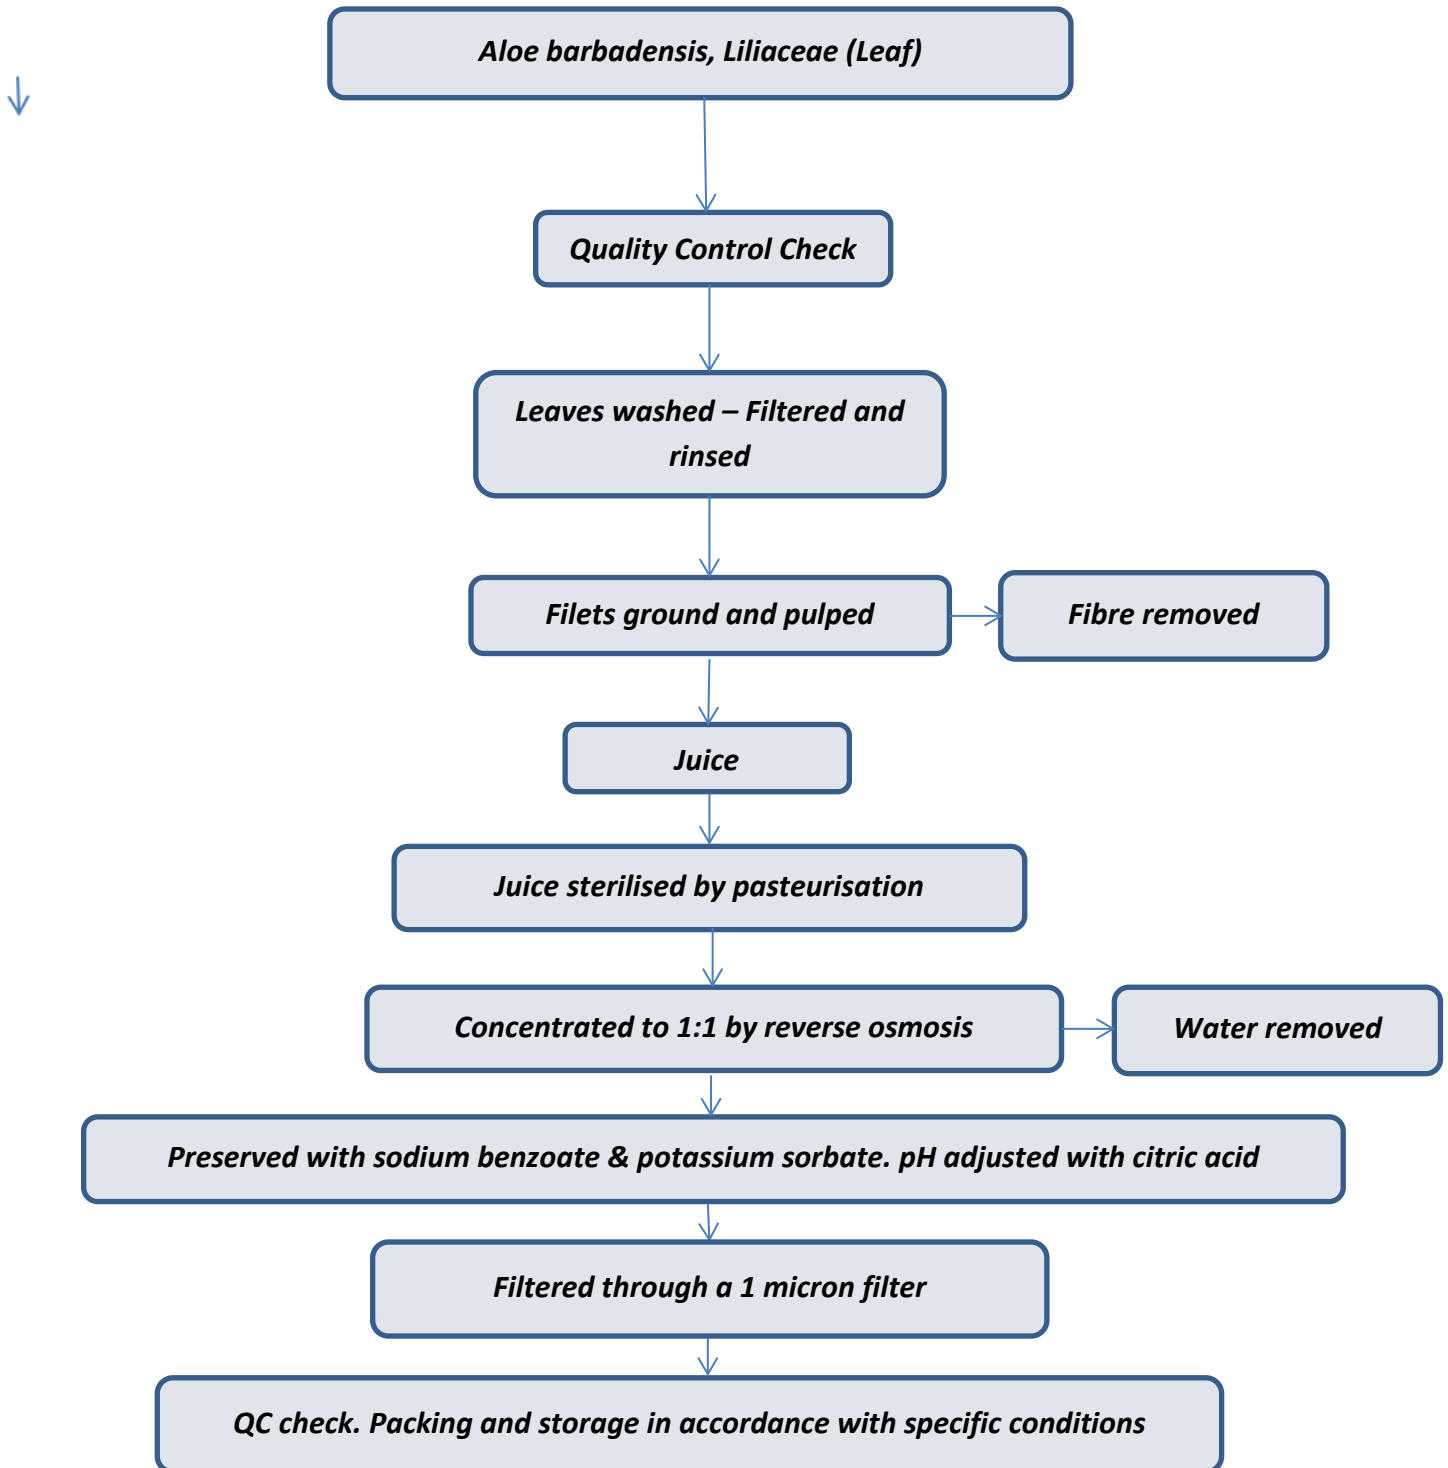 Aloe barbadensis, Liliaceae (Leaf)
Quality Control Check
Leaves washed – Filtered and
rinsed
Filets ground and pulped
Fibre removed
Juice
Juice sterilised by pasteurisation
Concentrated to 1:1 by reverse osmosis
Water removed
Preserved with sodium benzoate & potassium sorbate. pH adjusted with citric acid
Filtered through a 1 micron filter
QC check. Packing and storage in accordance with specific conditions